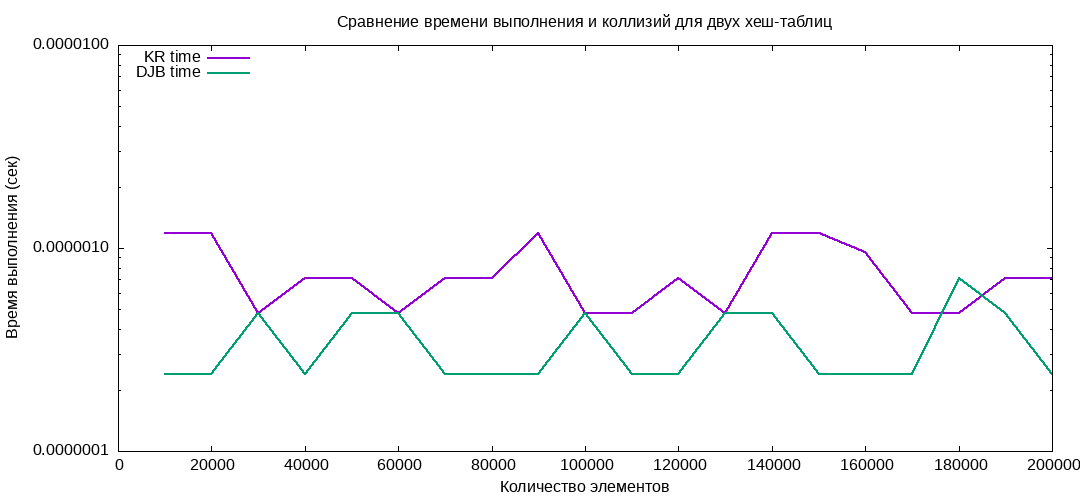 Сравнение времени выполнения и коллизий для двух хеш-таблиц
0.0000100
KR time
DJB time
Время выполнения (сек)
0.0000010
0.0000001
0 20000 40000 60000 80000 100000 120000 140000 160000 180000 200000
Количество элементов